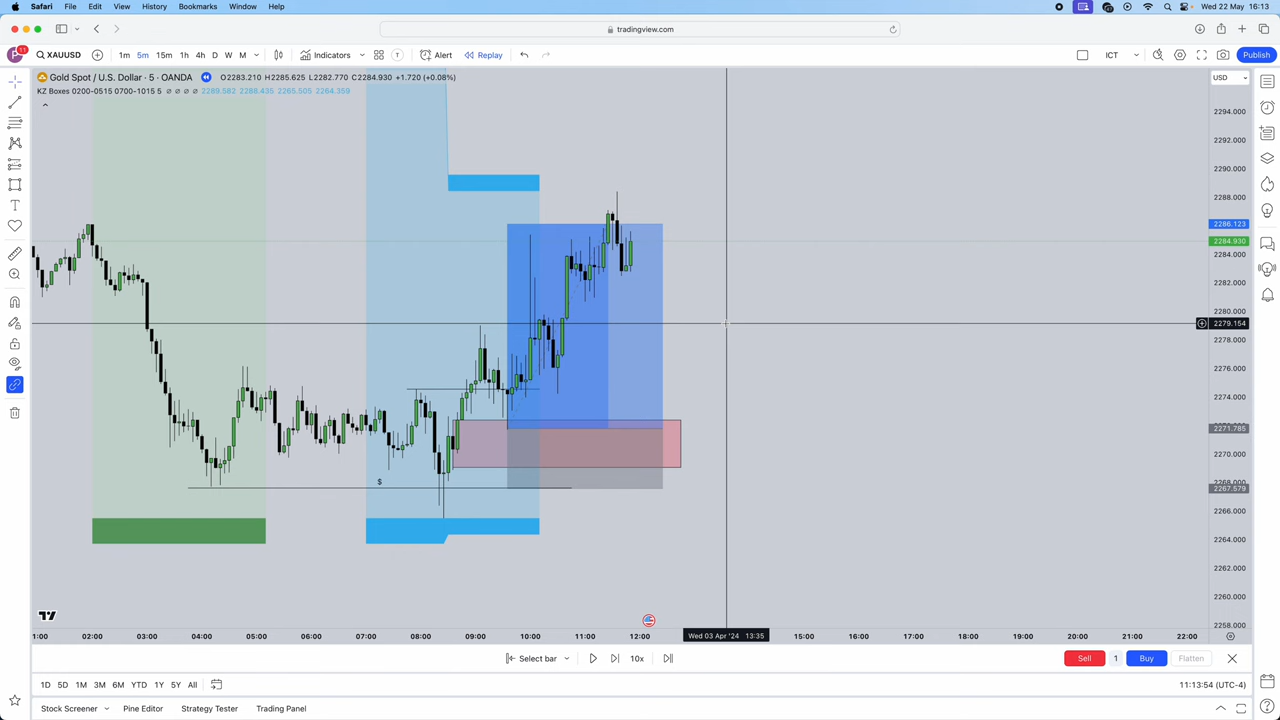 Safari File Edit View History Bookmarks Window Help
Wed 22 May 16:13
tradingview.com
11
XAUUSD 1m 5m 15m 1h 4h D W M Indicators Alert Replay ICT Publish
Gold Spot / U.S. Dollar · 5 · OANDA O2283.210 H2285.625 L2282.770 C2284.930 +1.720 (+0.08%)
KZ Boxes 0200-0515 0700-1015 5 ∅ ∅ ∅ ∅ 2289.582 2288.435 2265.505 2264.359
USD
2294.000
2292.000
2290.000
2288.000
2286.123
2284.930
2284.000
2282.000
2280.000
2279.154
2278.000
2276.000
2274.000
2271.785
2270.000
2268.000
2267.579
2266.000
2264.000
2262.000
2260.000
2258.000
$
1:00 02:00 03:00 04:00 05:00 06:00 07:00 08:00 09:00 10:00 11:00 12:00 Wed 03 Apr '24 13:35 15:00 16:00 17:00 18:00 19:00 20:00 21:00 22:00
Select bar 10x Sell 1 Buy Flatten
1D 5D 1M 3M 6M YTD 1Y 5Y All 11:13:54 (UTC-4)
Stock Screener Pine Editor Strategy Tester Trading Panel